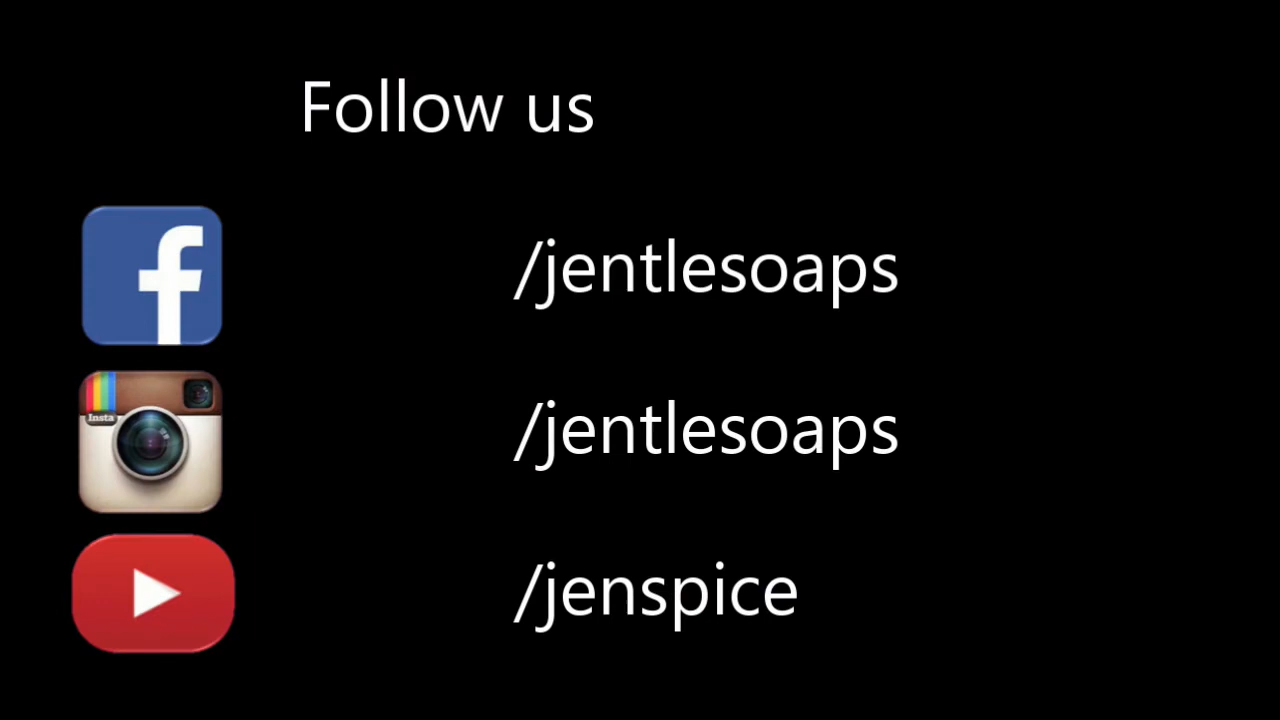 Follow us
/jentlesoaps
Insta
/jentlesoaps
/jenspice